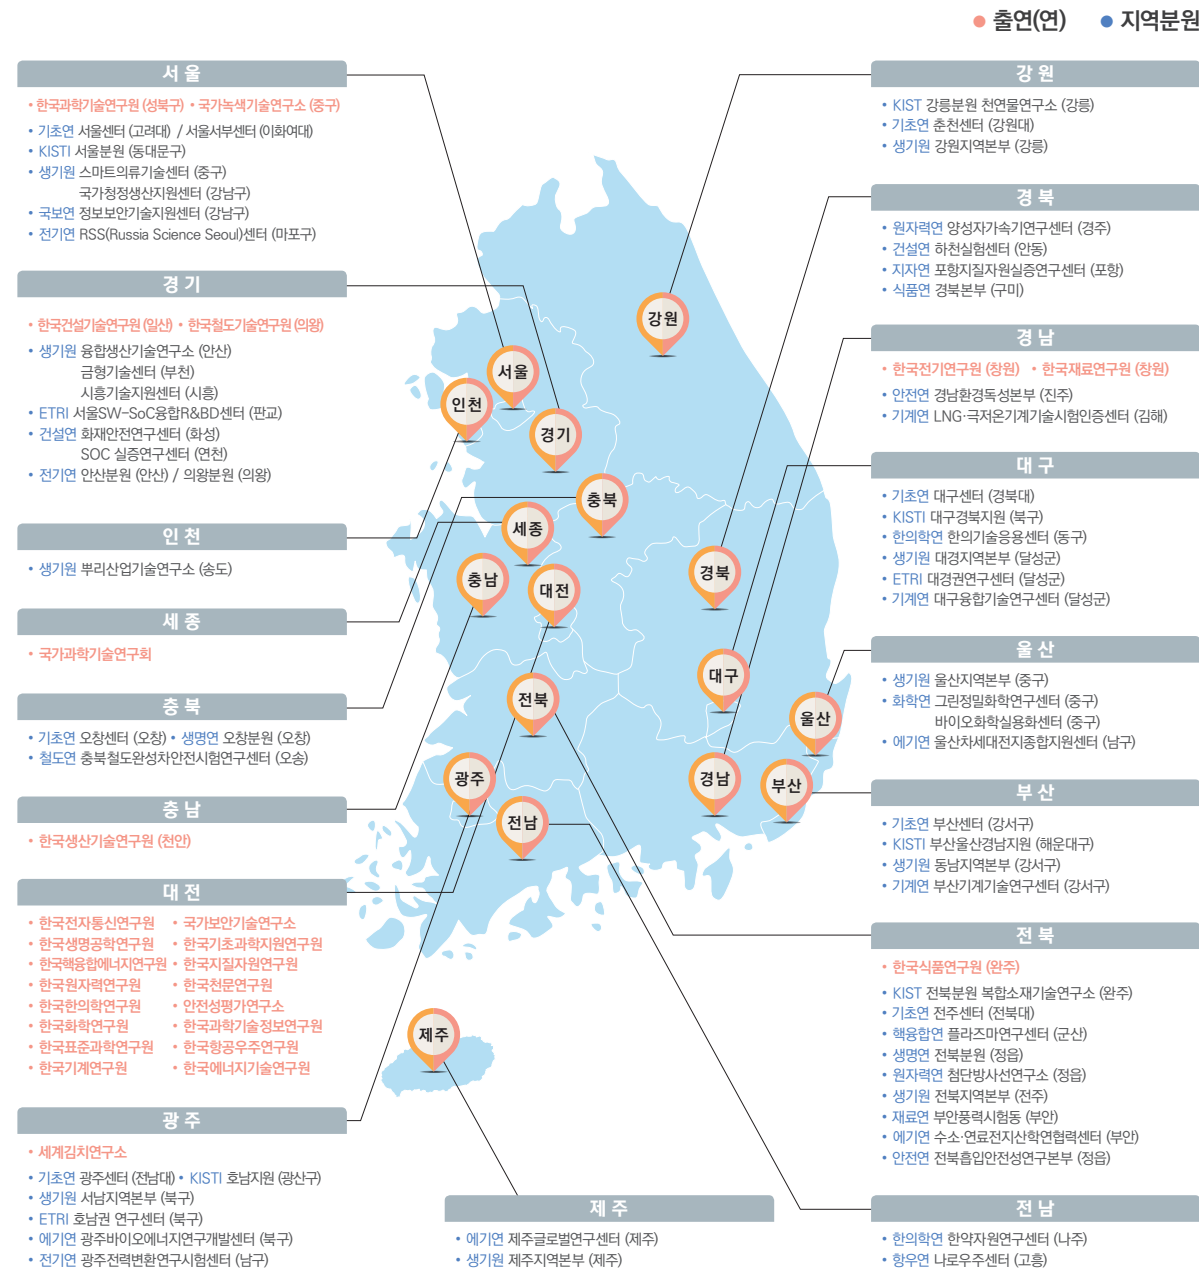 ● 출연(연) ● 지역분원
서울
• 한국과학기술연구원 (성북구) • 국가녹색기술연구소 (중구)
• 기초연 서울센터 (고려대) / 서울서부센터 (이화여대)
• KISTI 서울분원 (동대문구)
• 생기원 스마트의류기술센터 (중구)
국가청정생산지원센터 (강남구)
• 국보연 정보보안기술지원센터 (강남구)
• 전기연 RSS(Russia Science Seoul)센터 (마포구)
경기
• 한국건설기술연구원 (일산) • 한국철도기술연구원 (의왕)
• 생기원 융합생산기술연구소 (안산)
금형기술센터 (부천)
시흥기술지원센터 (시흥)
• ETRI 서울SW-SoC융합R&BD센터 (판교)
• 건설연 화재안전연구센터 (화성)
SOC 실증연구센터 (연천)
• 전기연 안산분원 (안산) / 의왕분원 (의왕)
인천
• 생기원 뿌리산업기술연구소 (송도)
세종
• 국가과학기술연구회
충북
• 기초연 오창센터 (오창) • 생명연 오창분원 (오창)
• 철도연 충북철도완성차안전시험연구센터 (오송)
충남
• 한국생산기술연구원 (천안)
대전
• 한국전자통신연구원 • 국가보안기술연구소
• 한국생명공학연구원 • 한국기초과학지원연구원
• 한국핵융합에너지연구원 • 한국지질자원연구원
• 한국원자력연구원 • 한국천문연구원
• 한국한의학연구원 • 안전성평가연구소
• 한국화학연구원 • 한국과학기술정보연구원
• 한국표준과학연구원 • 한국항공우주연구원
• 한국기계연구원 • 한국에너지기술연구원
광주
• 세계김치연구소
• 기초연 광주센터 (전남대) • KISTI 호남지원 (광산구)
• 생기원 서남지역본부 (북구)
• ETRI 호남권 연구센터 (북구)
• 에기연 광주바이오에너지연구개발센터 (북구)
• 전기연 광주전력변환연구시험센터 (남구)
강원
서울
인천
경기
충북
세종
충남
대전
경북
대구
전북
울산
광주
경남
부산
전남
제주
제주
• 에기연 제주글로벌연구센터 (제주)
• 생기원 제주지역본부 (제주)
강원
• KIST 강릉분원 천연물연구소 (강릉)
• 기초연 춘천센터 (강원대)
• 생기원 강원지역본부 (강릉)
경북
• 원자력연 양성자가속기연구센터 (경주)
• 건설연 하천실험센터 (안동)
• 지자연 포항지질자원실증연구센터 (포항)
• 식품연 경북본부 (구미)
경남
• 한국전기연구원 (창원) • 한국재료연구원 (창원)
• 안전연 경남환경독성본부 (진주)
• 기계연 LNG·극저온기계기술시험인증센터 (김해)
대구
• 기초연 대구센터 (경북대)
• KISTI 대구경북지원 (북구)
• 한의학연 한의기술응용센터 (동구)
• 생기원 대경지역본부 (달성군)
• ETRI 대경권연구센터 (달성군)
• 기계연 대구융합기술연구센터 (달성군)
울산
• 생기원 울산지역본부 (중구)
• 화학연 그린정밀화학연구센터 (중구)
바이오화학실용화센터 (중구)
• 에기연 울산차세대전지종합지원센터 (남구)
부산
• 기초연 부산센터 (강서구)
• KISTI 부산울산경남지원 (해운대구)
• 생기원 동남지역본부 (강서구)
• 기계연 부산기계기술연구센터 (강서구)
전북
• 한국식품연구원 (완주)
• KIST 전북분원 복합소재기술연구소 (완주)
• 기초연 전주센터 (전북대)
• 핵융합연 플라즈마연구센터 (군산)
• 생명연 전북분원 (정읍)
• 원자력연 첨단방사선연구소 (정읍)
• 생기원 전북지역본부 (전주)
• 재료연 부안풍력시험동 (부안)
• 에기연 수소·연료전지산학연협력센터 (부안)
• 안전연 전북흡입안전성연구본부 (정읍)
전남
• 한의학연 한약자원연구센터 (나주)
• 항우연 나로우주센터 (고흥)